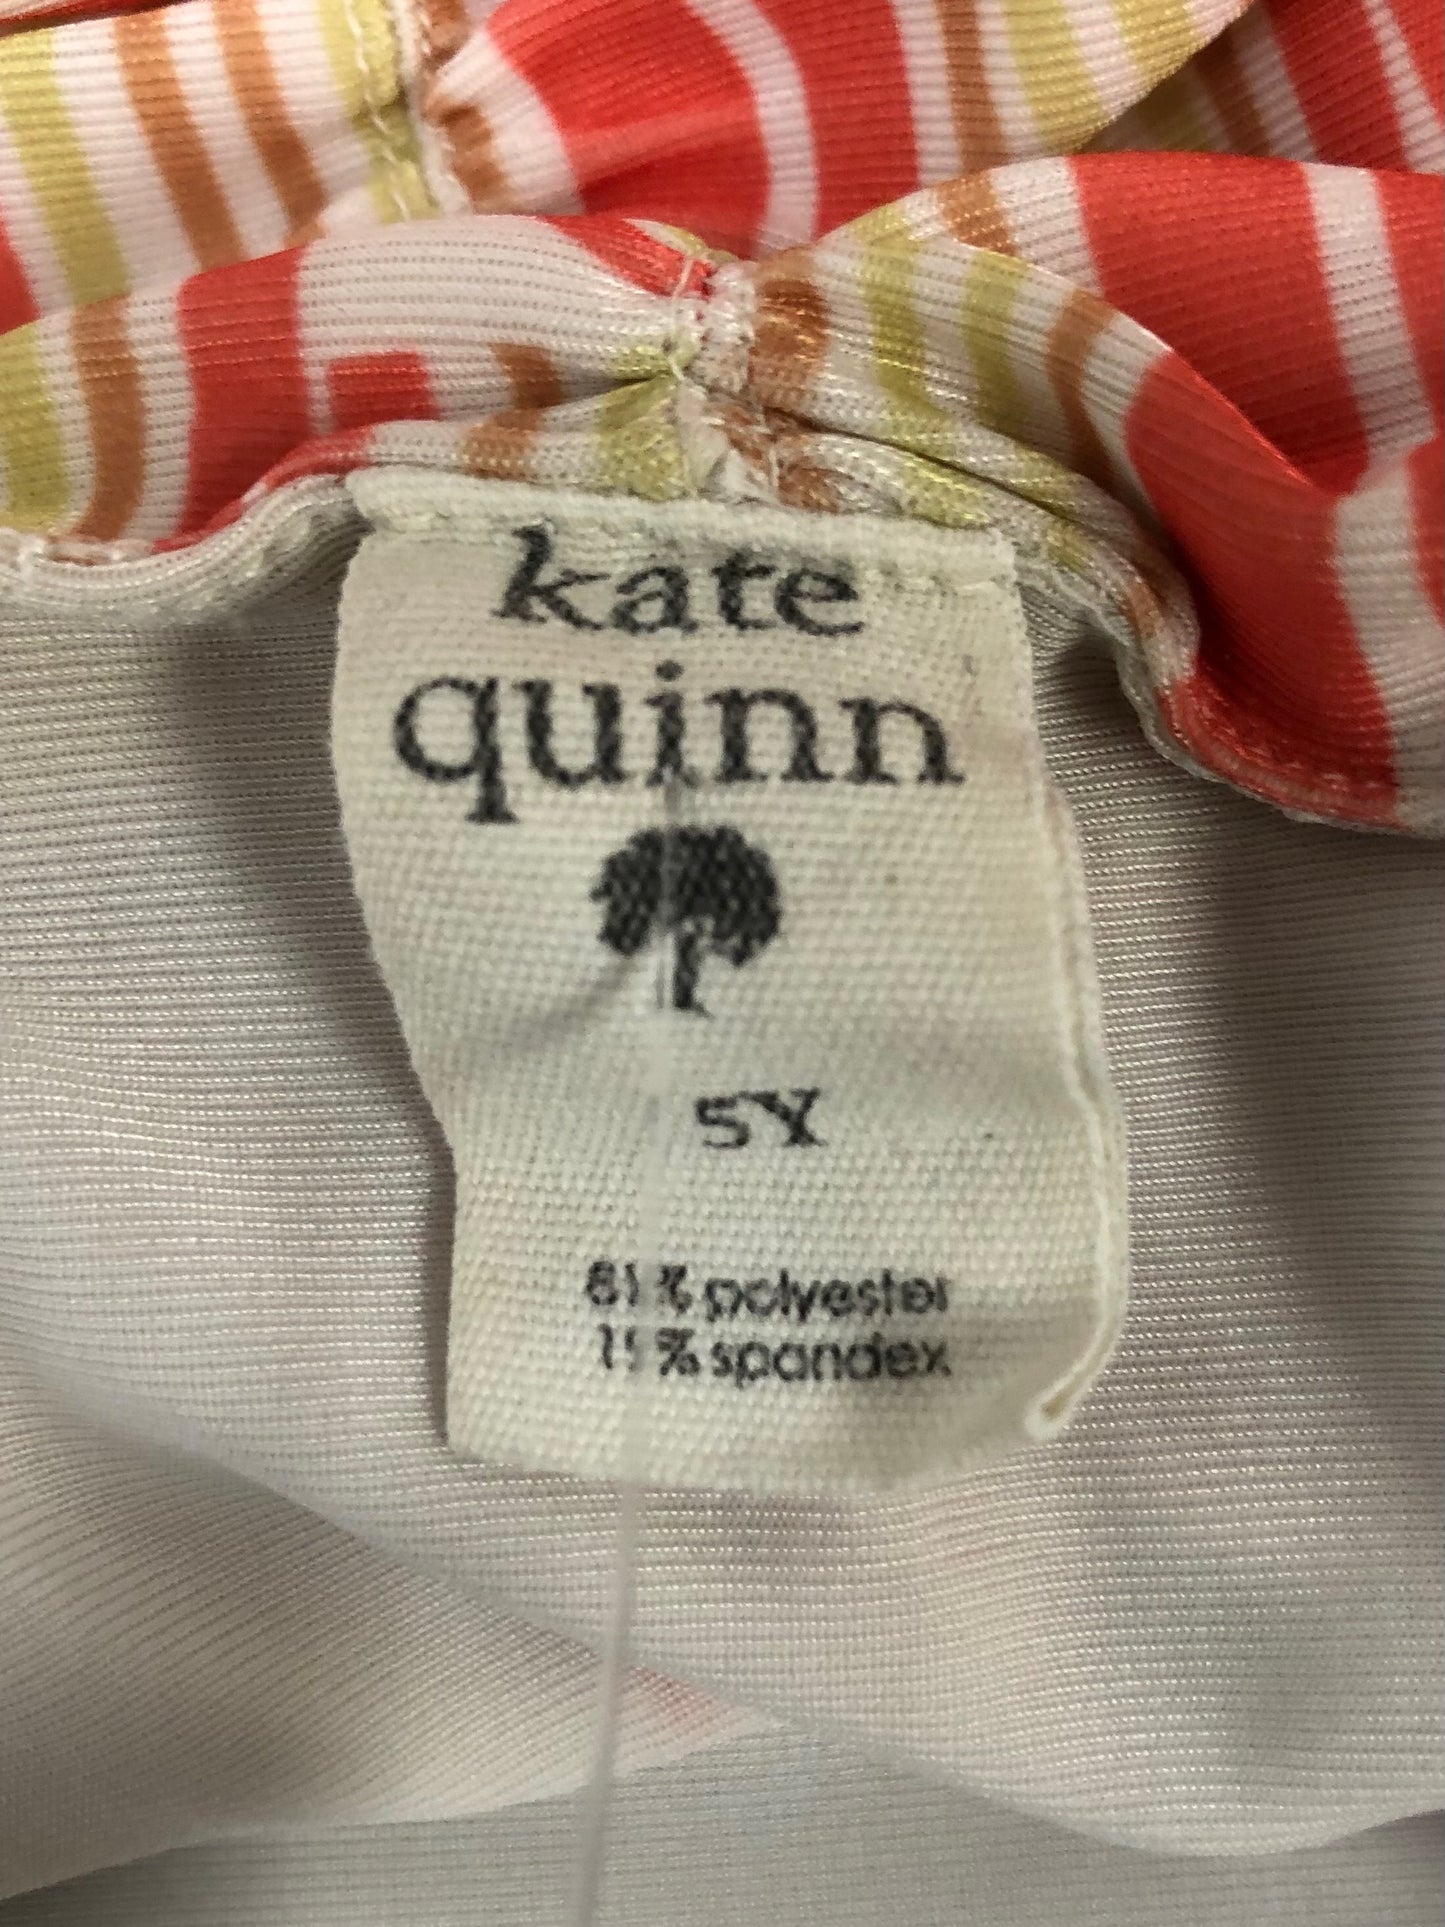 kate
quinn
5Y
% polyester
% spandex